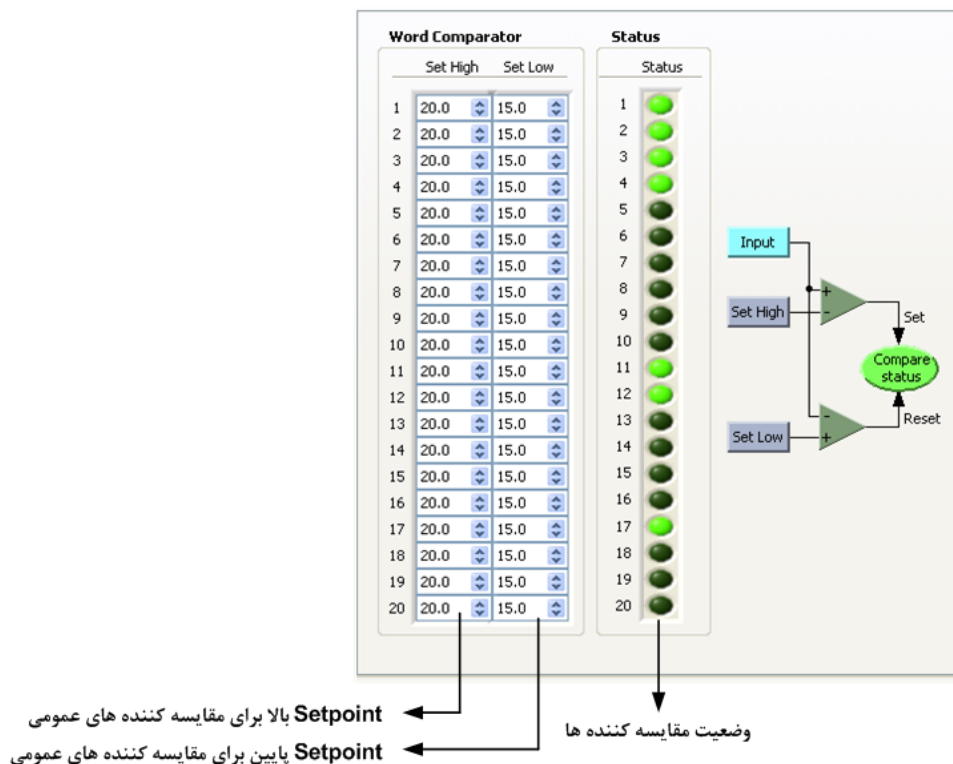 Word Comparator
Status
Set High Set Low
Status
1 20.0 15.0
2 20.0 15.0
3 20.0 15.0
4 20.0 15.0
5 20.0 15.0
6 20.0 15.0
7 20.0 15.0
8 20.0 15.0
9 20.0 15.0
10 20.0 15.0
11 20.0 15.0
12 20.0 15.0
13 20.0 15.0
14 20.0 15.0
15 20.0 15.0
16 20.0 15.0
17 20.0 15.0
18 20.0 15.0
19 20.0 15.0
20 20.0 15.0
1
2
3
4
5
6
7
8
9
10
11
12
13
14
15
16
17
18
19
20
Input
+
-
Set High
Set
Compare
status
-
+
Set Low
Reset
Setpoint بالا برای مقایسه کننده های عمومی
Setpoint پایین برای مقایسه کننده های عمومی
وضعیت مقایسه کننده ها